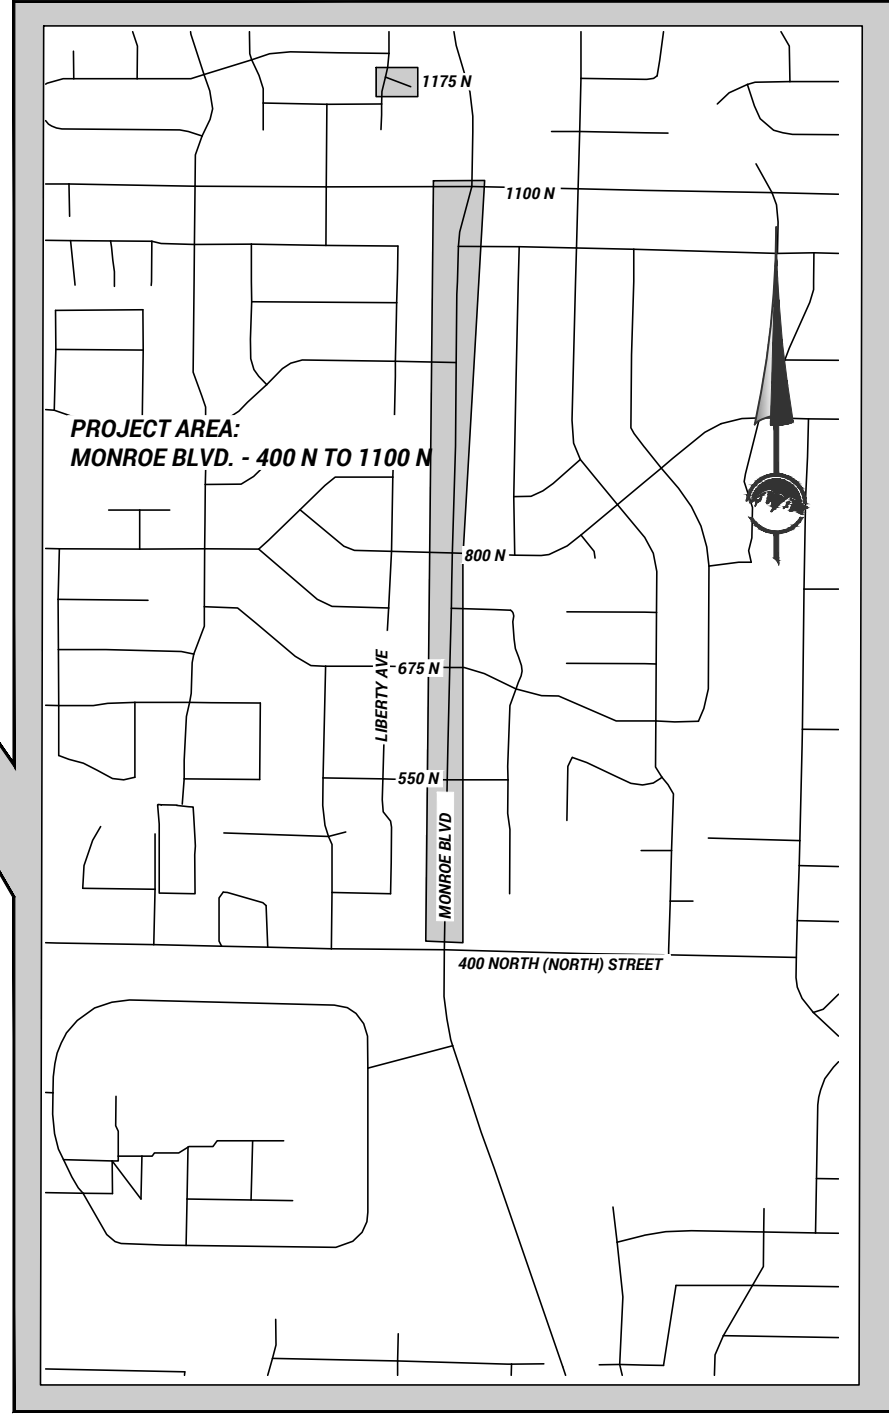 1175 N
1100 N
PROJECT AREA:
MONROE BLVD. - 400 N TO 1100 N
800 N
LIBERTY AVE
675 N
550 N
MONROE BLVD
400 NORTH (NORTH) STREET